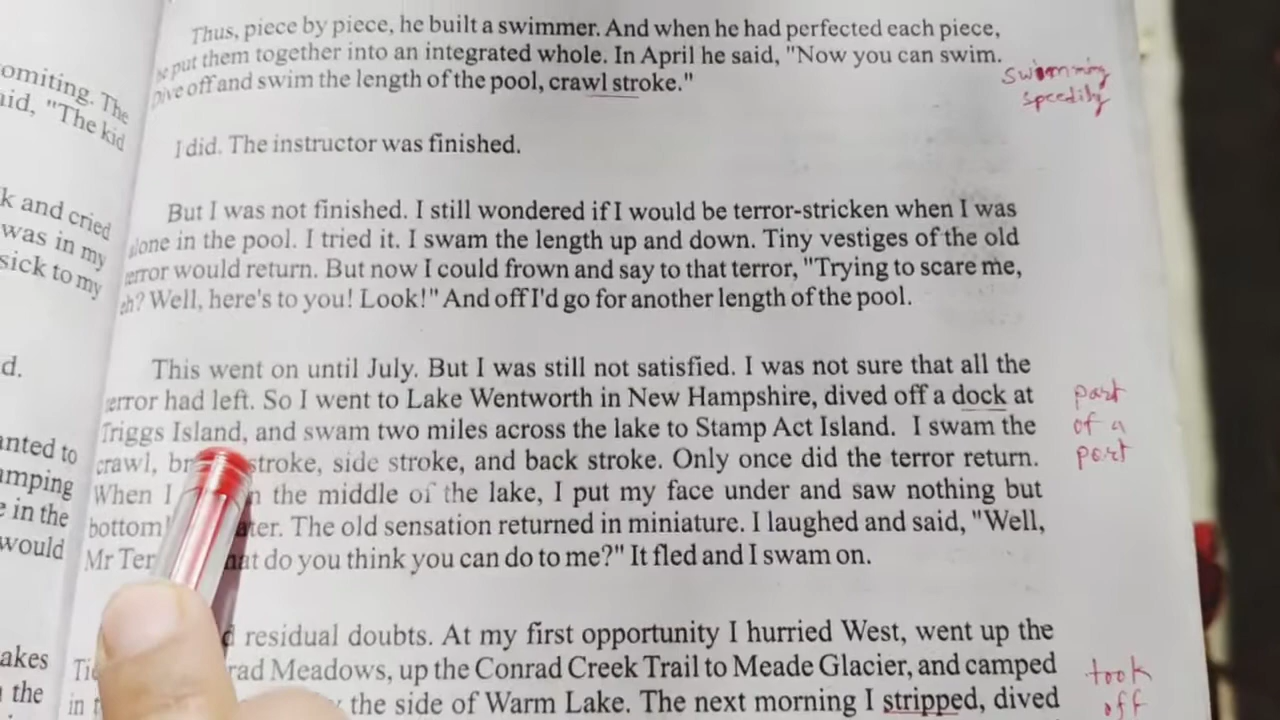 omiting. The
aid, "The kid
k and cried
was in my
sick to my
d.
anted to
amping
e in the
would
akes
the
Thus, piece by piece, he built a swimmer. And when he had perfected each piece,
he put them together into an integrated whole. In April he said, "Now you can swim.
Dive off and swim the length of the pool, crawl stroke."
swimming
speedily
I did. The instructor was finished.
But I was not finished. I still wondered if I would be terror-stricken when I was
alone in the pool. I tried it. I swam the length up and down. Tiny vestiges of the old
terror would return. But now I could frown and say to that terror, "Trying to scare me,
eh? Well, here's to you! Look!" And off I'd go for another length of the pool.
This went on until July. But I was still not satisfied. I was not sure that all the
terror had left. So I went to Lake Wentworth in New Hampshire, dived off a dock at
Triggs Island, and swam two miles across the lake to Stamp Act Island. I swam the
crawl, br stroke, side stroke, and back stroke. Only once did the terror return.
When I in the middle of the lake, I put my face under and saw nothing but
bottoml ater. The old sensation returned in miniature. I laughed and said, "Well,
Mr Ter hat do you think you can do to me?" It fled and I swam on.
part
of a
port
d residual doubts. At my first opportunity I hurried West, went up the
Ti rad Meadows, up the Conrad Creek Trail to Meade Glacier, and camped
in the side of Warm Lake. The next morning I stripped, dived
took
off